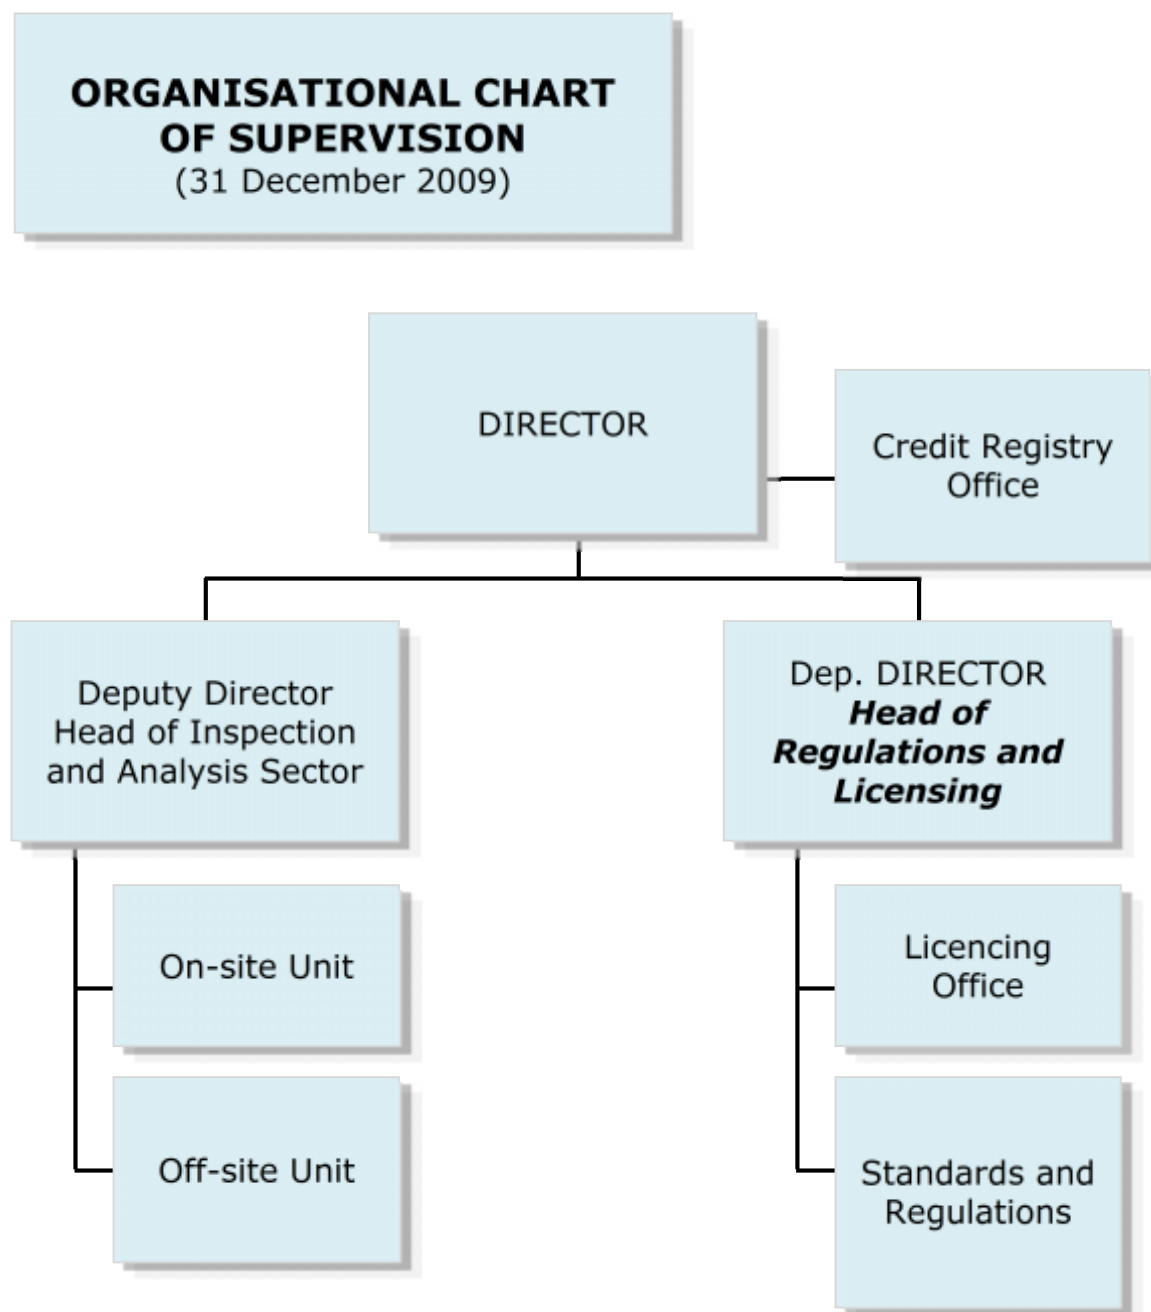 ORGANISATIONAL CHART
OF SUPERVISION
(31 December 2009)
DIRECTOR
Credit Registry
Office
Deputy Director
Head of Inspection
and Analysis Sector
Dep. DIRECTOR
Head of
Regulations and
Licensing
On-site Unit
Licencing
Office
Off-site Unit
Standards and
Regulations